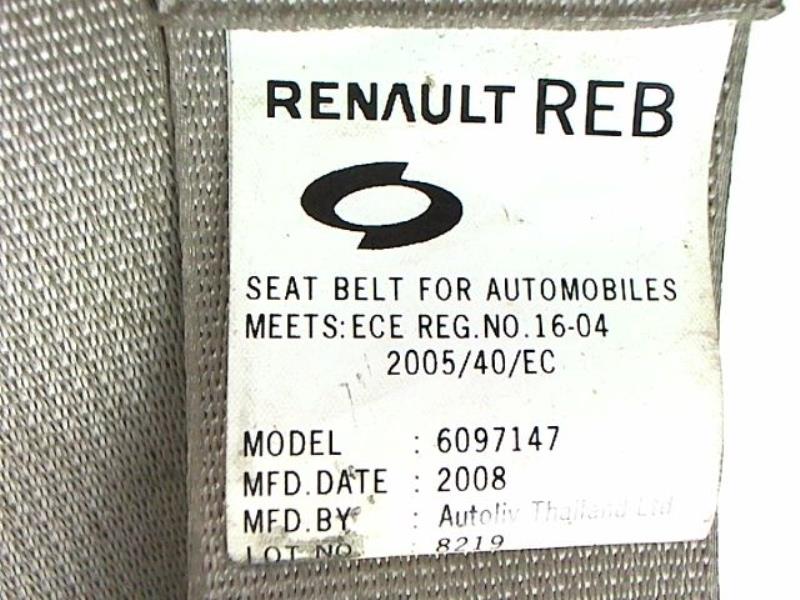 RENAULT REB
SEAT BELT FOR AUTOMOBILES
MEETS:ECE REG.NO.16-04
2005/40/EC
MODEL : 6097147
MFD.DATE : 2008
MFD.BY : Autoliv Thailand Ltd
LOT NO 8219